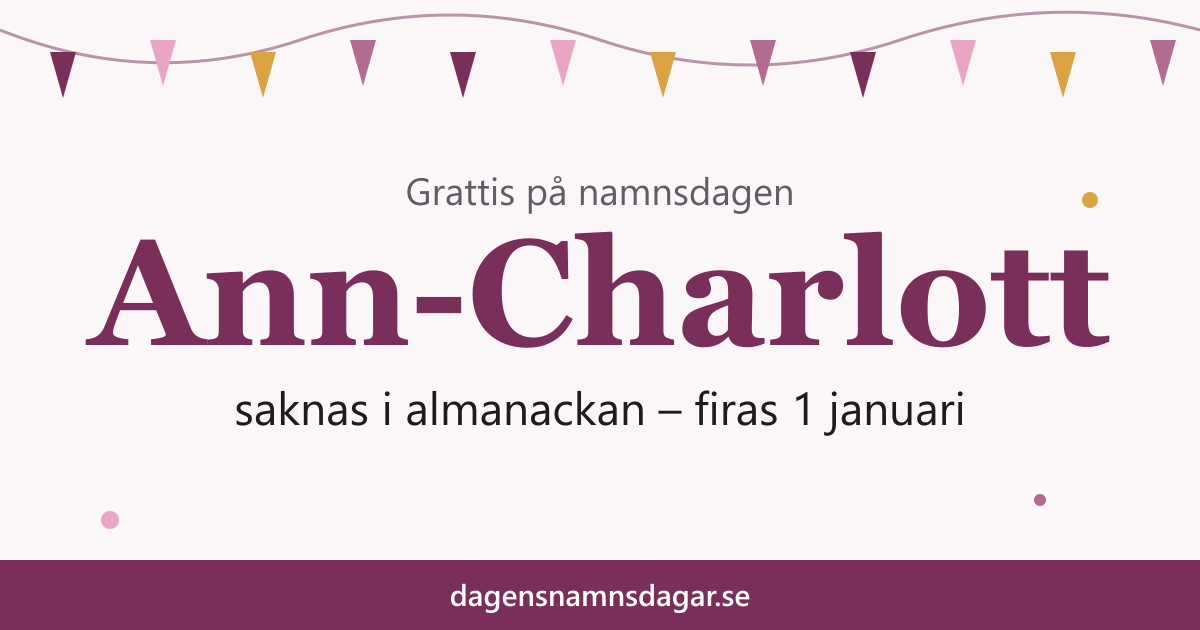 Grattis på namnsdagen
Ann-Charlott
saknas i almanackan – firas 1 januari
dagensnamnsdagar.se